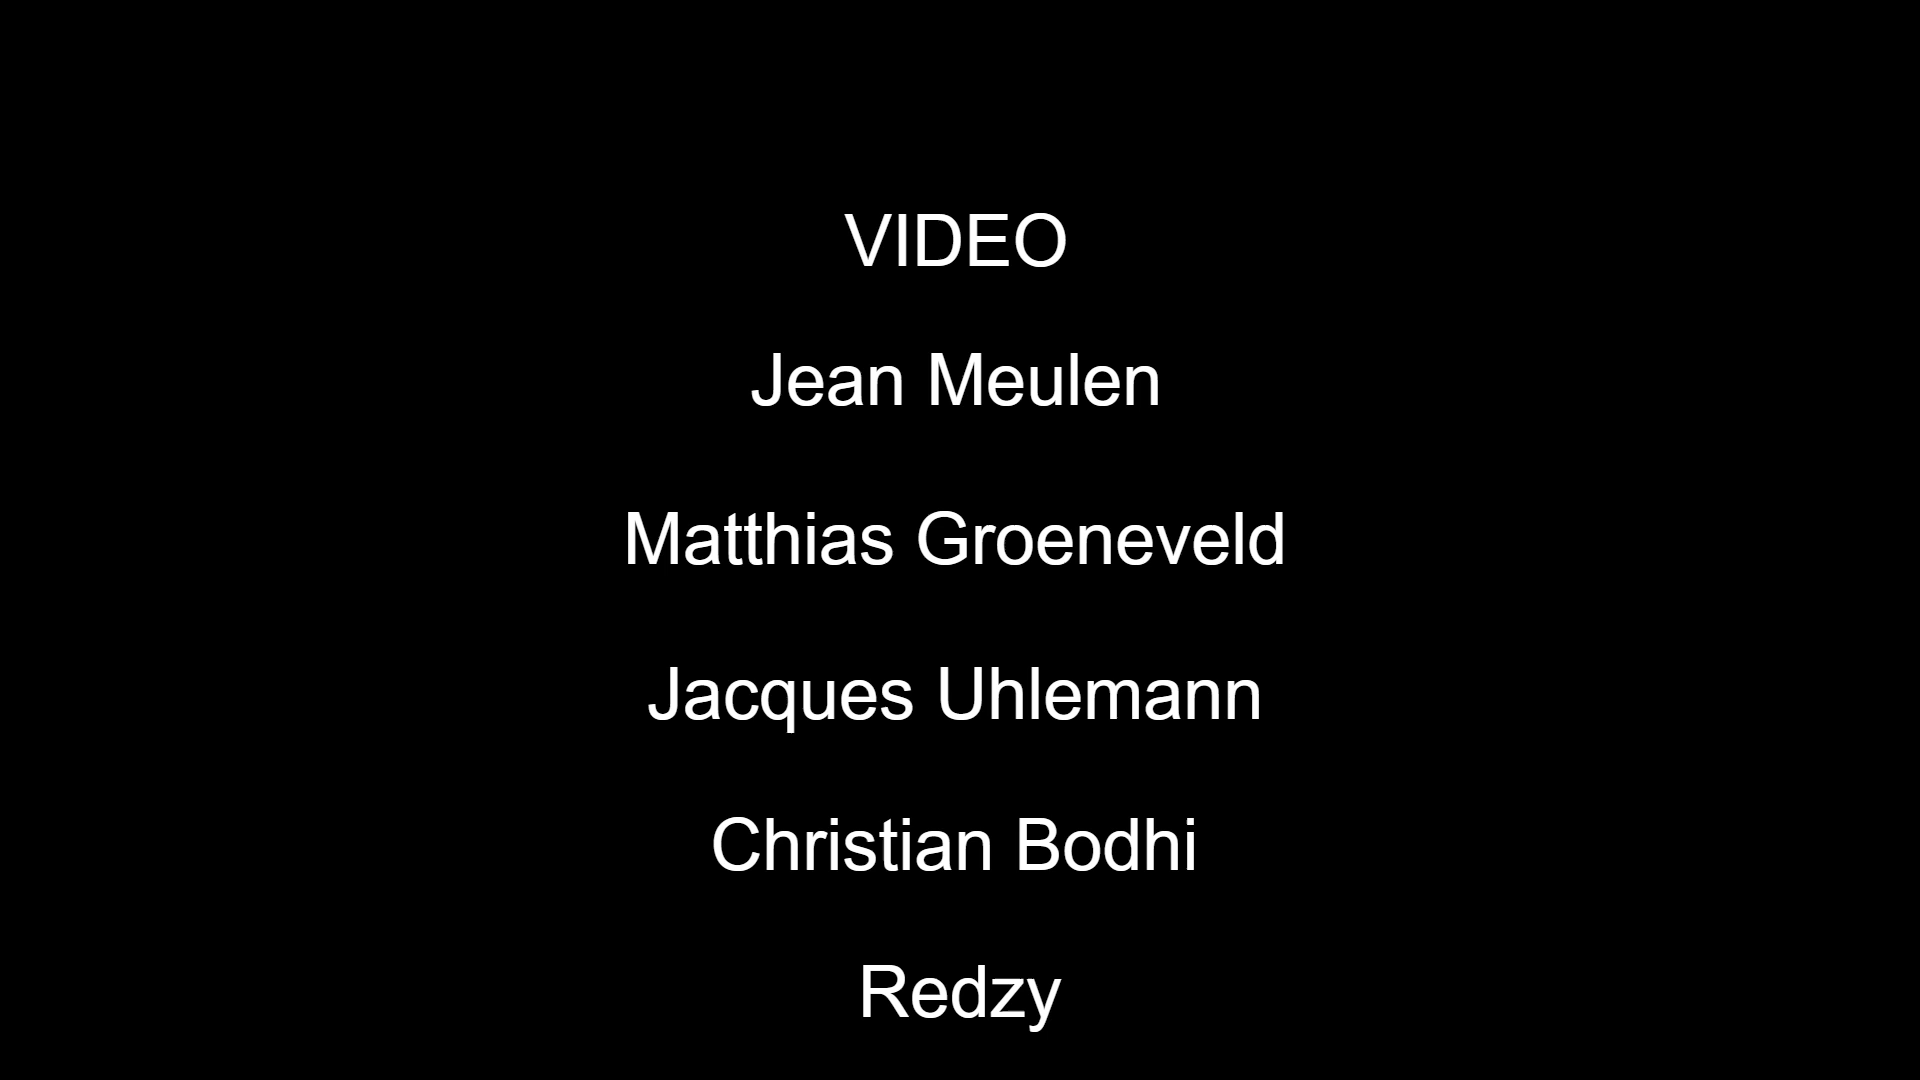 VIDEO
Jean Meulen
Matthias Groeneveld
Jacques Uhlemann
Christian Bodhi
Redzy